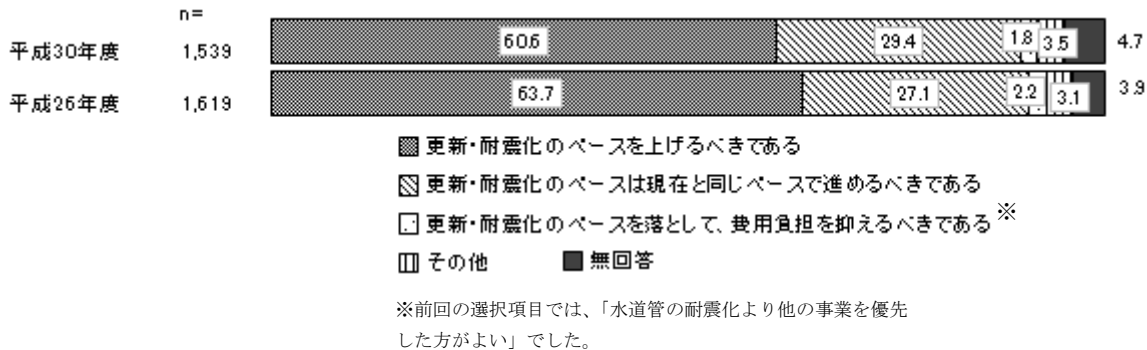 n=
平成30年度 1,539 60.6 29.4 1.8 3.5 4.7
平成26年度 1,619 63.7 27.1 2.2 3.1 3.9
更新・耐震化のペースを上げるべきである
更新・耐震化のペースは現在と同じペースで進めるべきである
更新・耐震化のペースを落として、費用負担を抑えるべきである※
その他 無回答
※前回の選択項目では、「水道管の耐震化より他の事業を優先
した方がよい」でした。